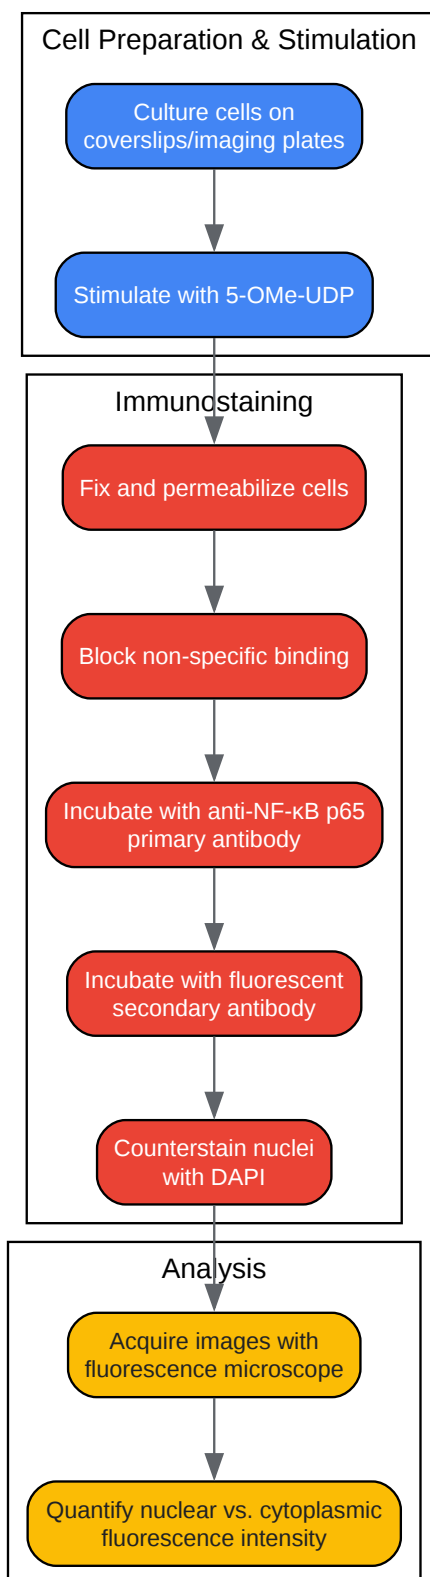 Cell Preparation & Stimulation
Culture cells on
coverslips/imaging plates
Stimulate with 5-OMe-UDP
Immunostaining
Fix and permeabilize cells
Block non-specific binding
Incubate with anti-NF-κB p65
primary antibody
Incubate with fluorescent
secondary antibody
Counterstain nuclei
with DAPI
Analysis
Acquire images with
fluorescence microscope
Quantify nuclear vs. cytoplasmic
fluorescence intensity